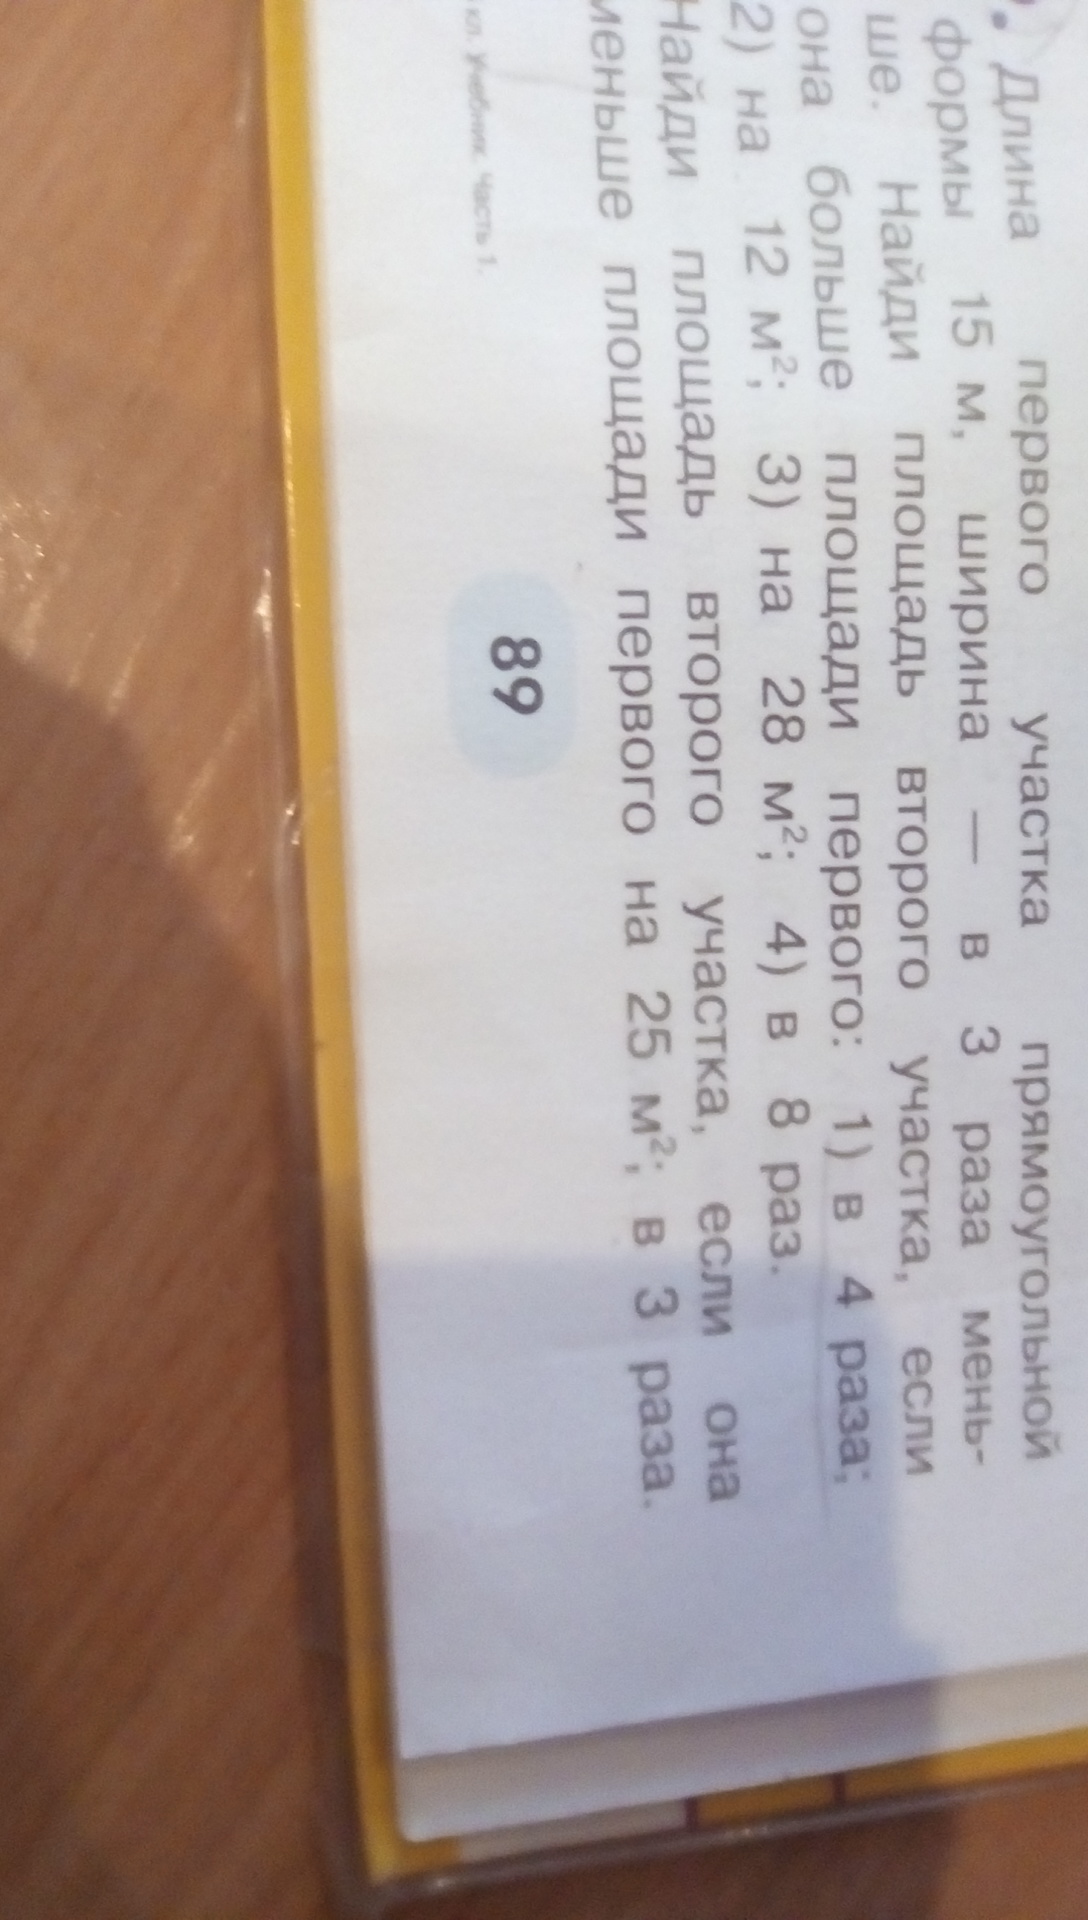 . Длина первого участка прямоугольной
формы 15 м, ширина — в 3 раза мень-
ше. Найди площадь второго участка, если
она больше площади первого: 1) в 4 раза;
2) на 12 м²; 3) на 28 м²; 4) в 8 раз.
Найди площадь второго участка, если она
меньше площади первого на 25 м²; в 3 раза.
89
кл. Учебник. Часть 1.